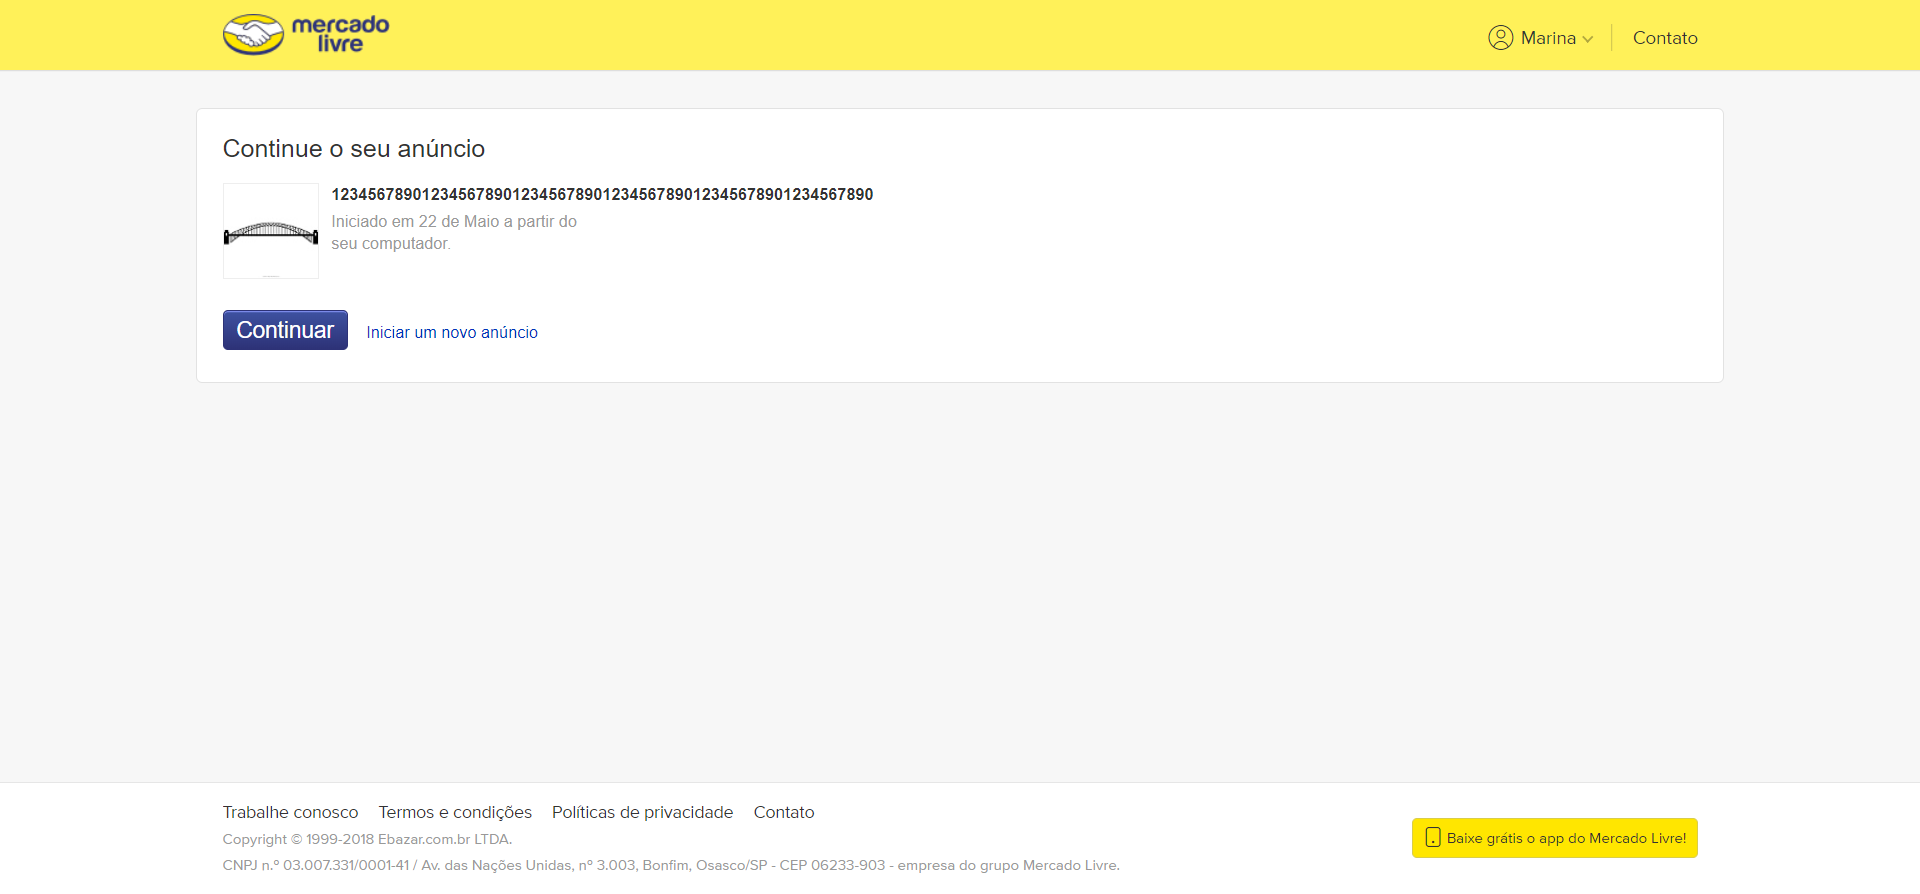 mercado
livre
Marina
Contato
Continue o seu anúncio
123456789012345678901234567890123456789012345678901234567890
Iniciado em 22 de Maio a partir do
seu computador.
Continuar
Iniciar um novo anúncio
Trabalhe conosco
Termos e condições
Políticas de privacidade
Contato
Copyright © 1999-2018 Ebazar.com.br LTDA.
Baixe grátis o app do Mercado Livre!
CNPJ n.º 03.007.331/0001-41 / Av. das Nações Unidas, nº 3.003, Bonfim, Osasco/SP - CEP 06233-903 - empresa do grupo Mercado Livre.